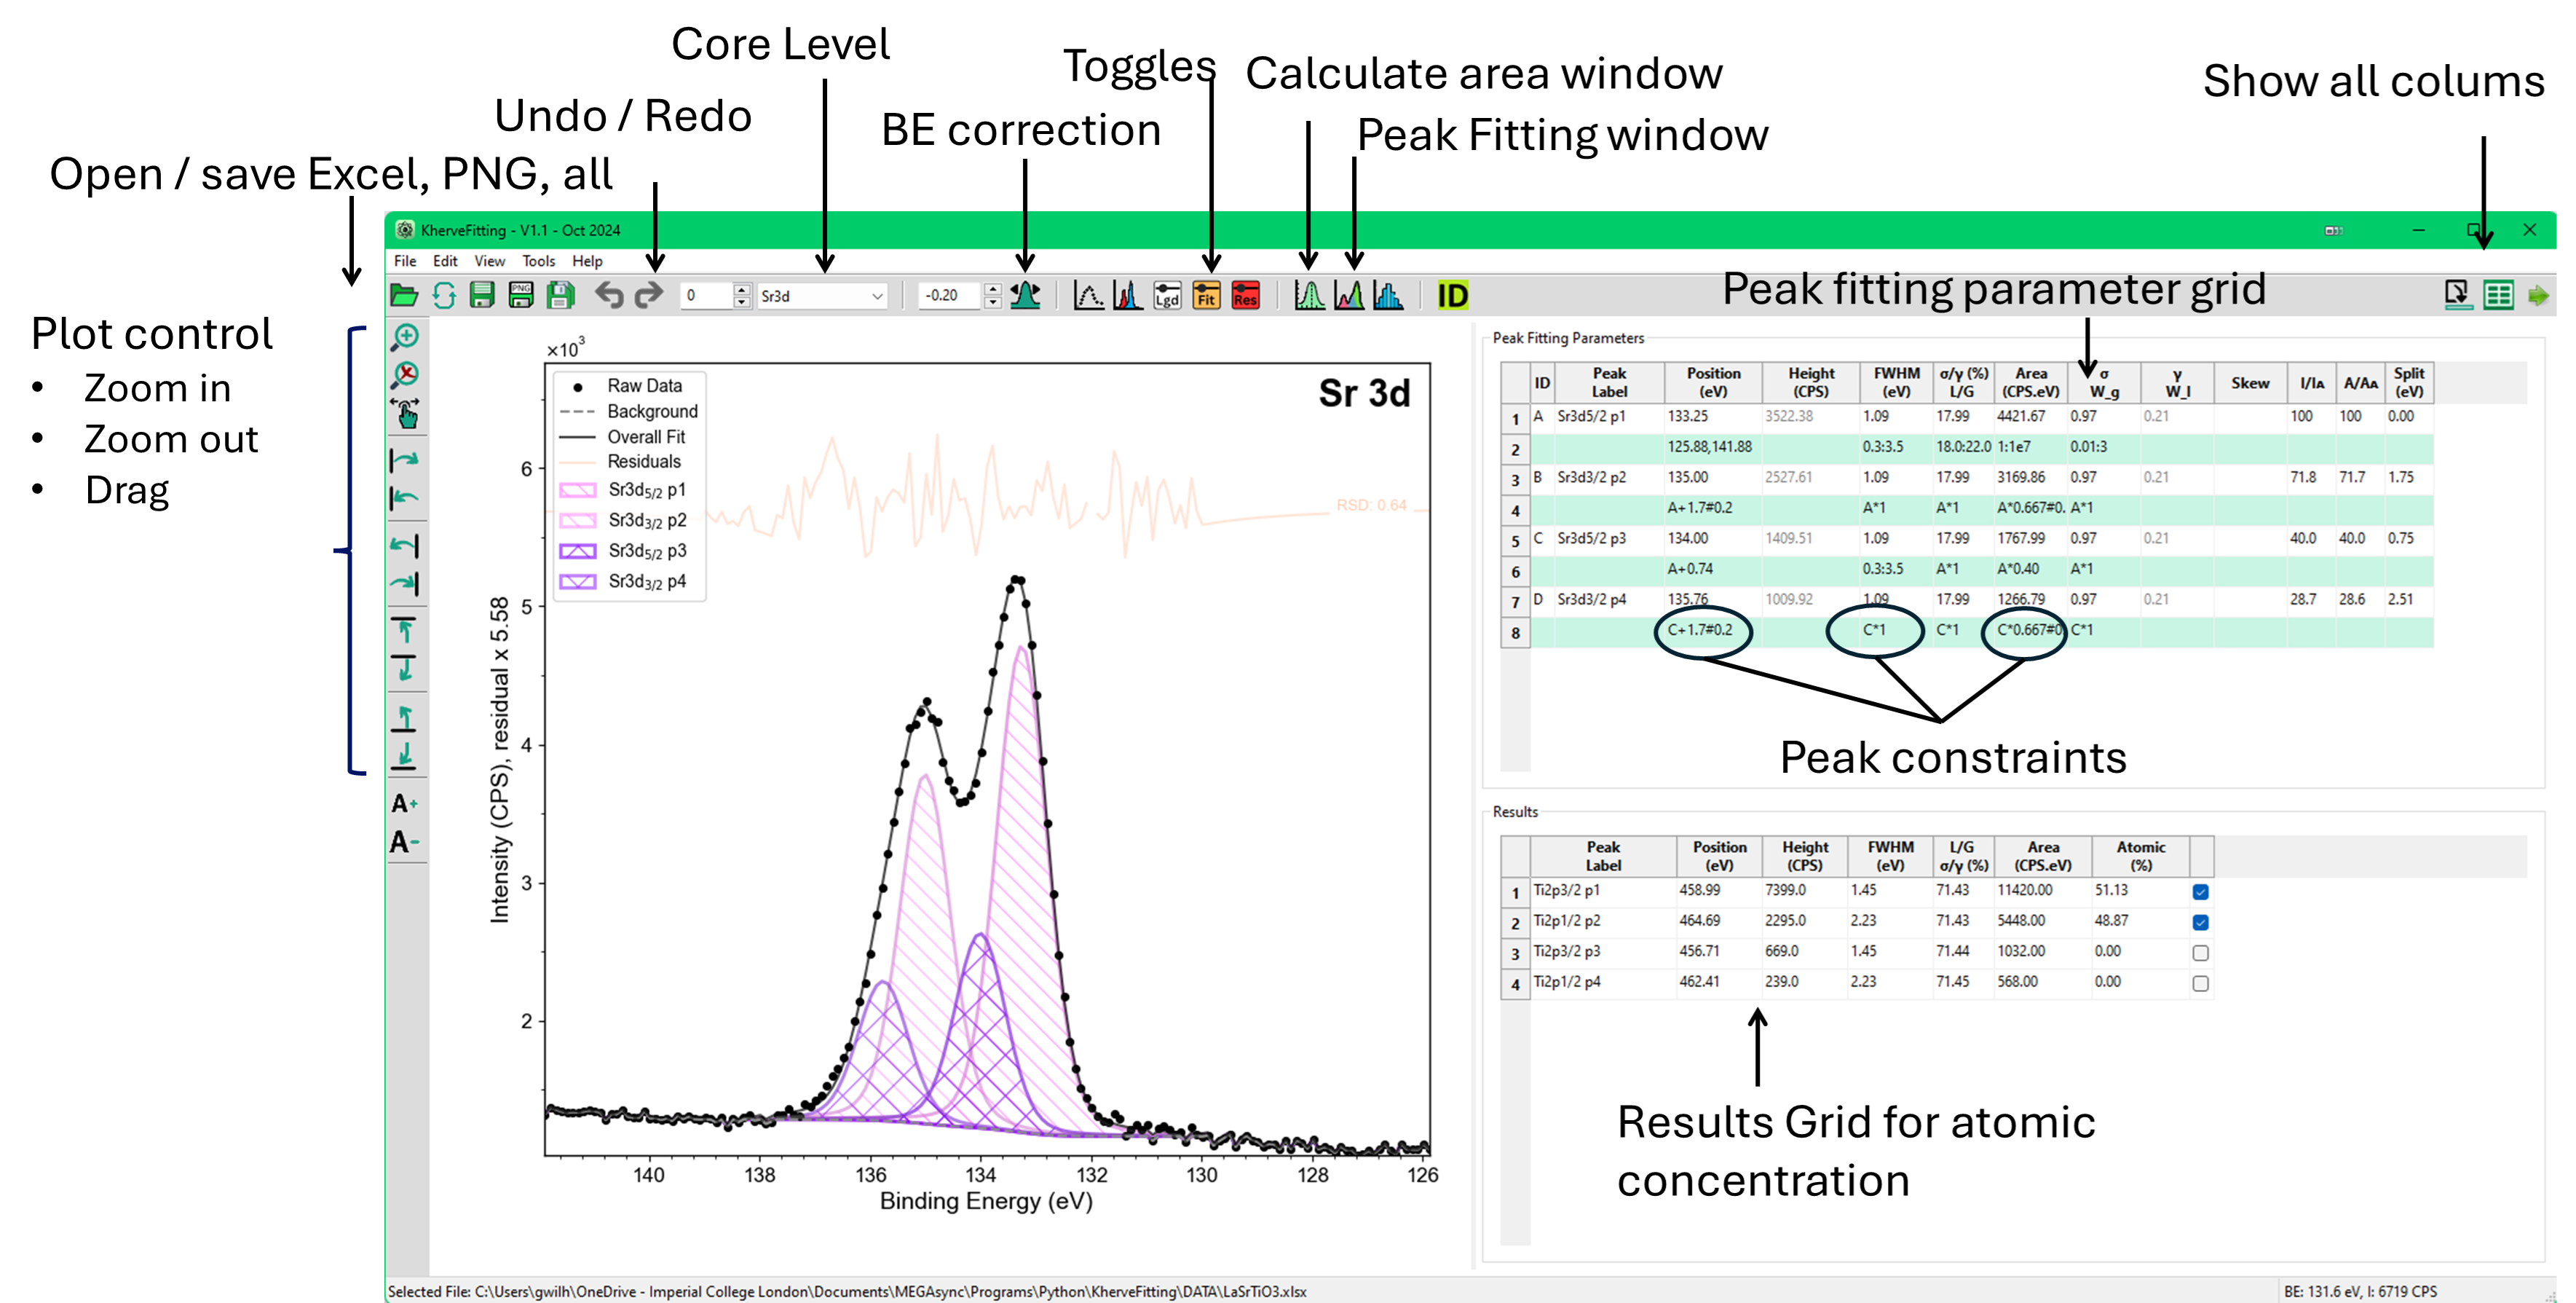 Core Level
Toggles
Calculate area window
Show all colums
Undo / Redo
BE correction
Peak Fitting window
Open / save Excel, PNG, all
KherveFitting - V1.1 - Oct 2024
File Edit View Tools Help
PNG
0
Sr3d
-0.20
Lgd
Fit
Res
ID
Peak fitting parameter grid
Plot control
• Zoom in
• Zoom out
• Drag
A+
A-
×10³
Sr 3d
Raw Data
Background
Overall Fit
Residuals
Sr3d5/2 p1
Sr3d3/2 p2
Sr3d5/2 p3
Sr3d3/2 p4
RSD: 0.64
6
5
4
3
2
Intensity (CPS), residual x 5.58
140 138 136 134 132 130 128 126
Binding Energy (eV)
Peak Fitting Parameters
ID Peak Label Position (eV) Height (CPS) FWHM (eV) σ/γ (%) L/G Area (CPS.eV) σ W_g γ W_l Skew I/IA A/AA Split (eV)
1 A Sr3d5/2 p1 133.25 3522.38 1.09 17.99 4421.67 0.97 0.21 100 100 0.00
2 125.88,141.88 0.3:3.5 18.0:22.0 1:1e7 0.01:3
3 B Sr3d3/2 p2 135.00 2527.61 1.09 17.99 3169.86 0.97 0.21 71.8 71.7 1.75
4 A+1.7#0.2 A*1 A*1 A*0.667#0. A*1
5 C Sr3d5/2 p3 134.00 1409.51 1.09 17.99 1767.99 0.97 0.21 40.0 40.0 0.75
6 A+0.74 0.3:3.5 A*1 A*0.40 A*1
7 D Sr3d3/2 p4 135.76 1009.92 1.09 17.99 1266.79 0.97 0.21 28.7 28.6 2.51
8 C+1.7#0.2 C*1 C*1 C*0.667#0 C*1
Peak constraints
Results
Peak Label Position (eV) Height (CPS) FWHM (eV) L/G σ/γ (%) Area (CPS.eV) Atomic (%)
1 Ti2p3/2 p1 458.99 7399.0 1.45 71.43 11420.00 51.13
2 Ti2p1/2 p2 464.69 2295.0 2.23 71.43 5448.00 48.87
3 Ti2p3/2 p3 456.71 669.0 1.45 71.44 1032.00 0.00
4 Ti2p1/2 p4 462.41 239.0 2.23 71.45 568.00 0.00
Results Grid for atomic
concentration
Selected File: C:\Users\gwilh\OneDrive - Imperial College London\Documents\MEGAsync\Programs\Python\KherveFitting\DATA\LaSrTiO3.xlsx
BE: 131.6 eV, I: 6719 CPS